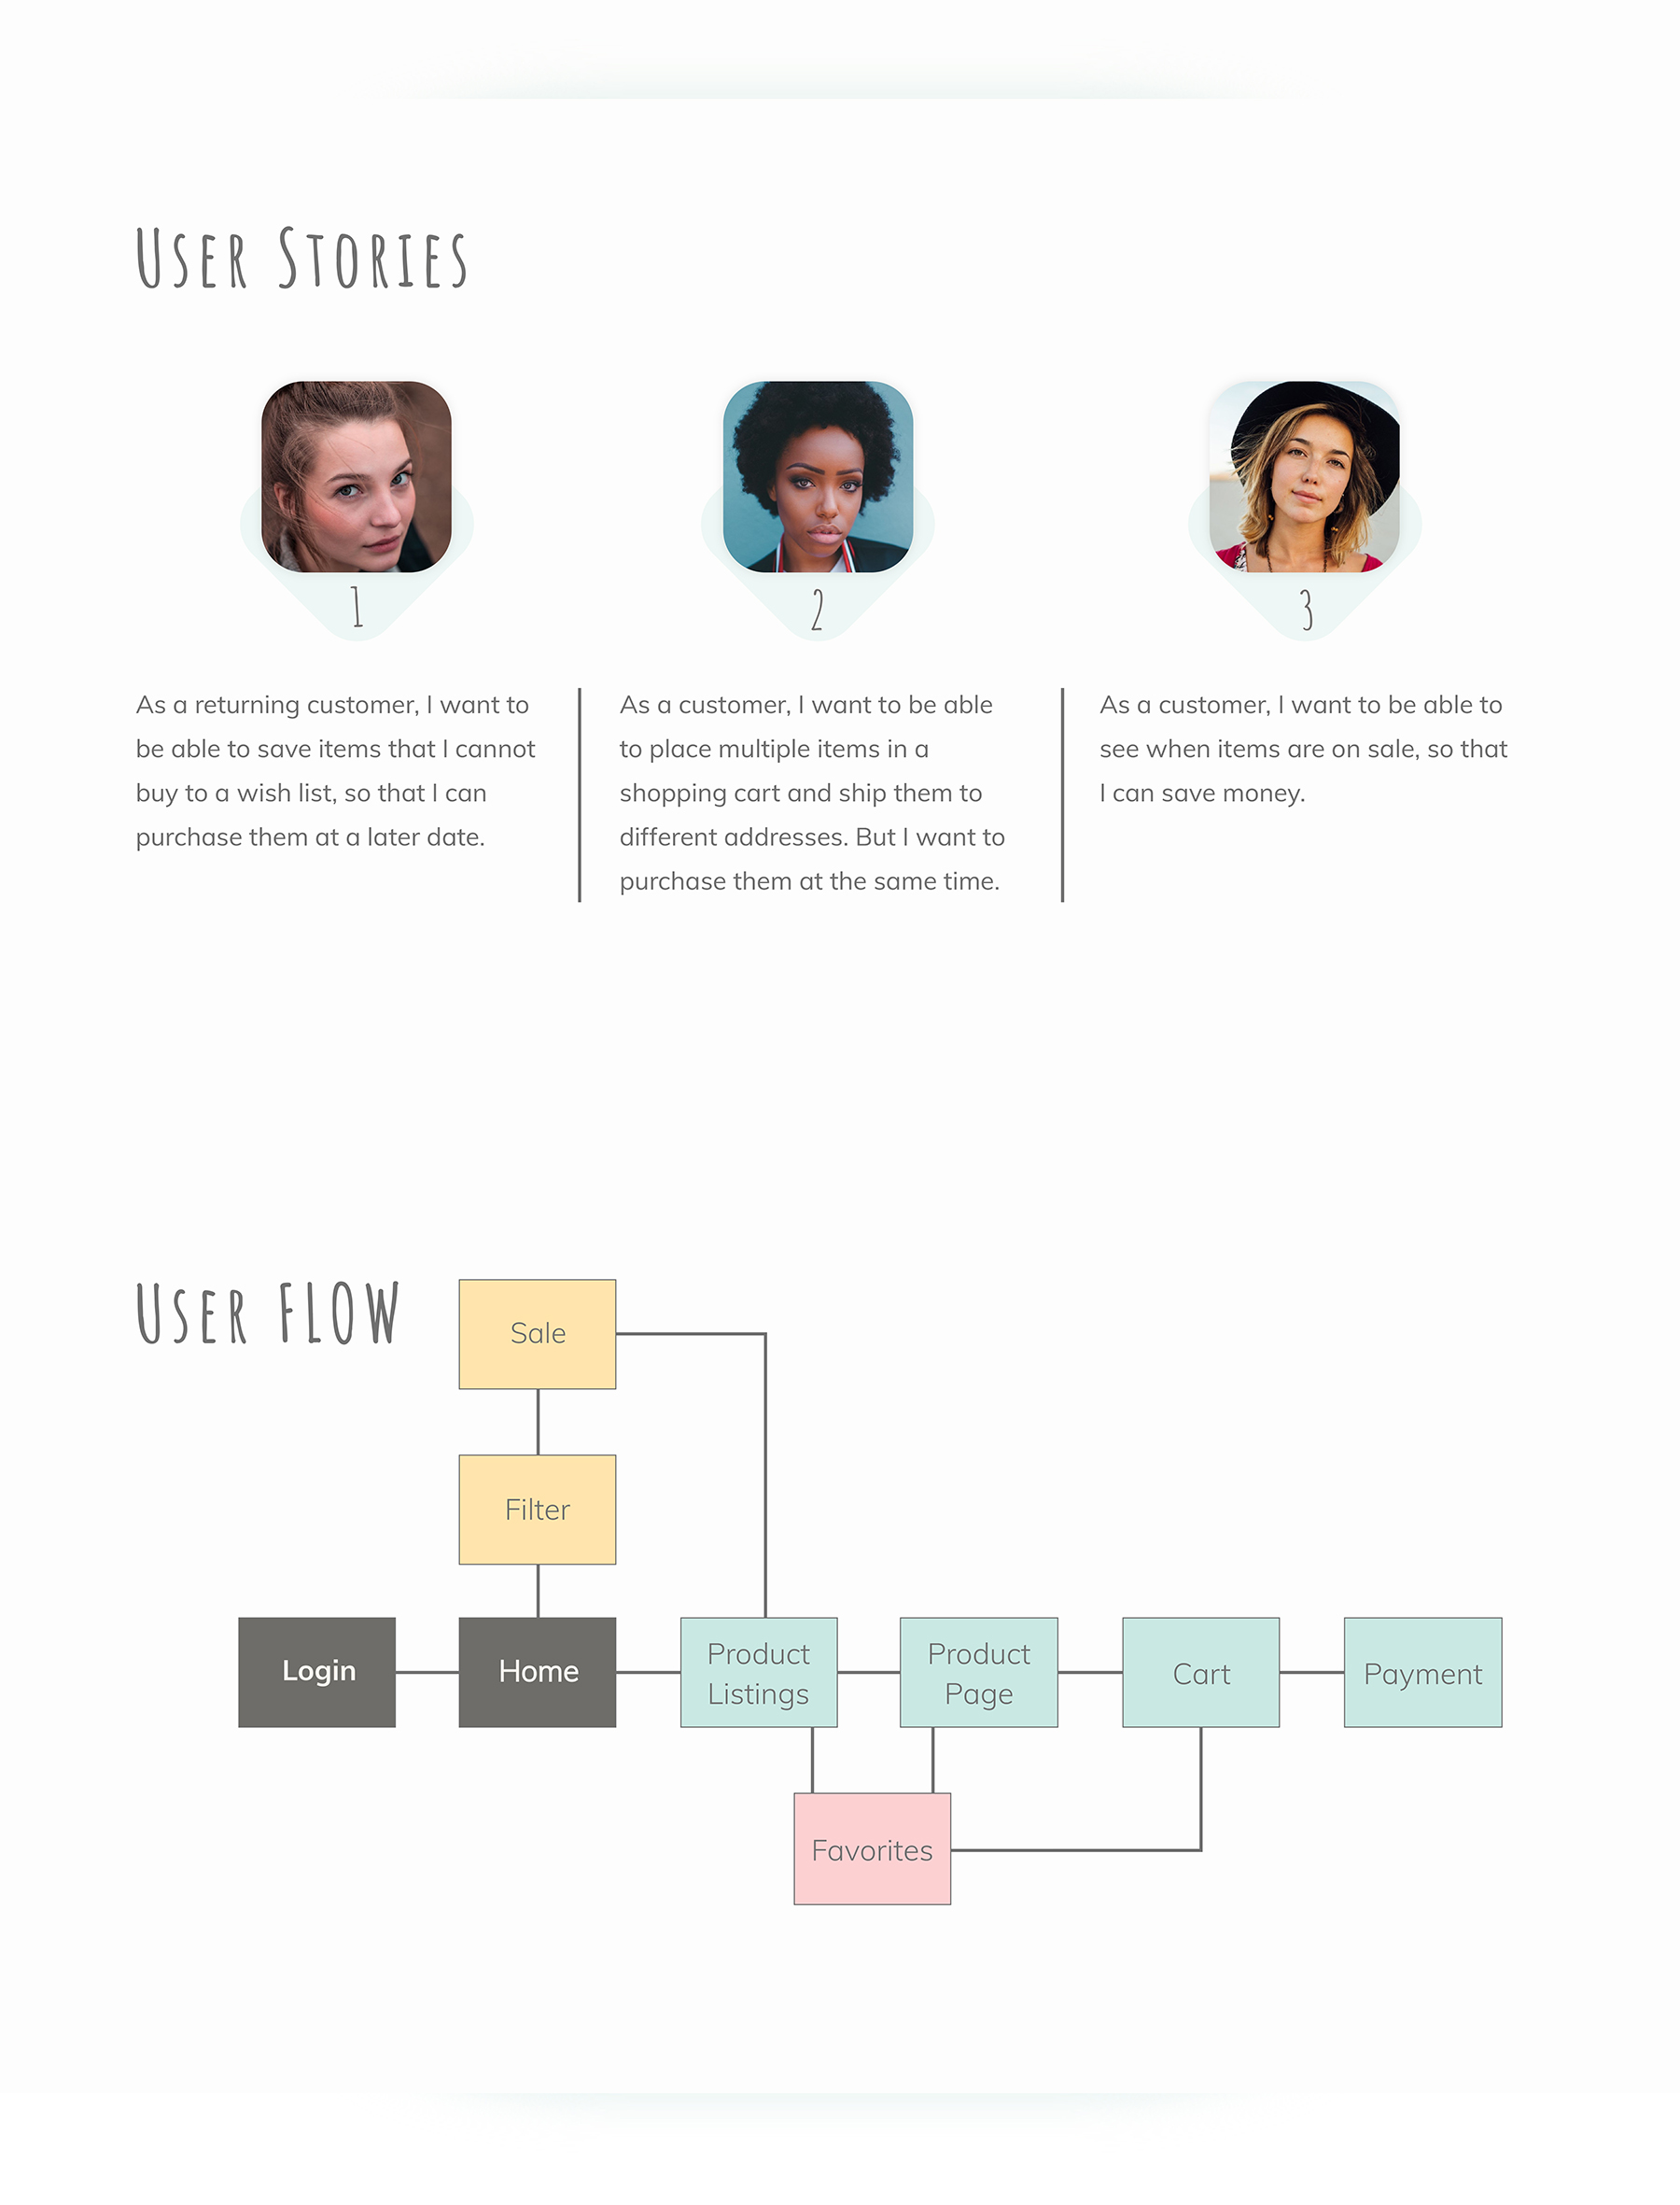 User Stories
1
2
3
As a returning customer, I want to
be able to save items that I cannot
buy to a wish list, so that I can
purchase them at a later date.
As a customer, I want to be able
to place multiple items in a
shopping cart and ship them to
different addresses. But I want to
purchase them at the same time.
As a customer, I want to be able to
see when items are on sale, so that
I can save money.
User FLOW
Sale
Filter
Login
Home
Product
Listings
Product
Page
Cart
Payment
Favorites